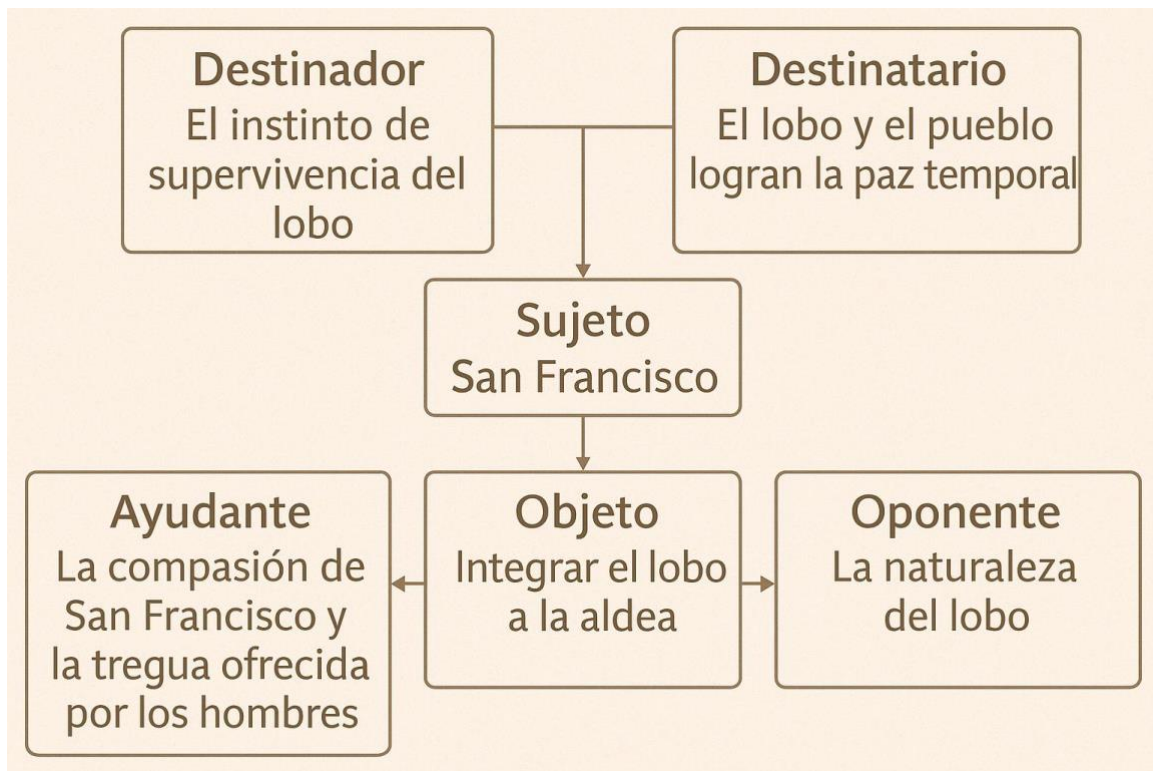 Destinador
El instinto de
supervivencia del
lobo
Destinatario
El lobo y el pueblo
logran la paz temporal
Sujeto
San Francisco
Ayudante
La compasión de
San Francisco y
la tregua ofrecida
por los hombres
Objeto
Integrar el lobo
a la aldea
Oponente
La naturaleza
del lobo